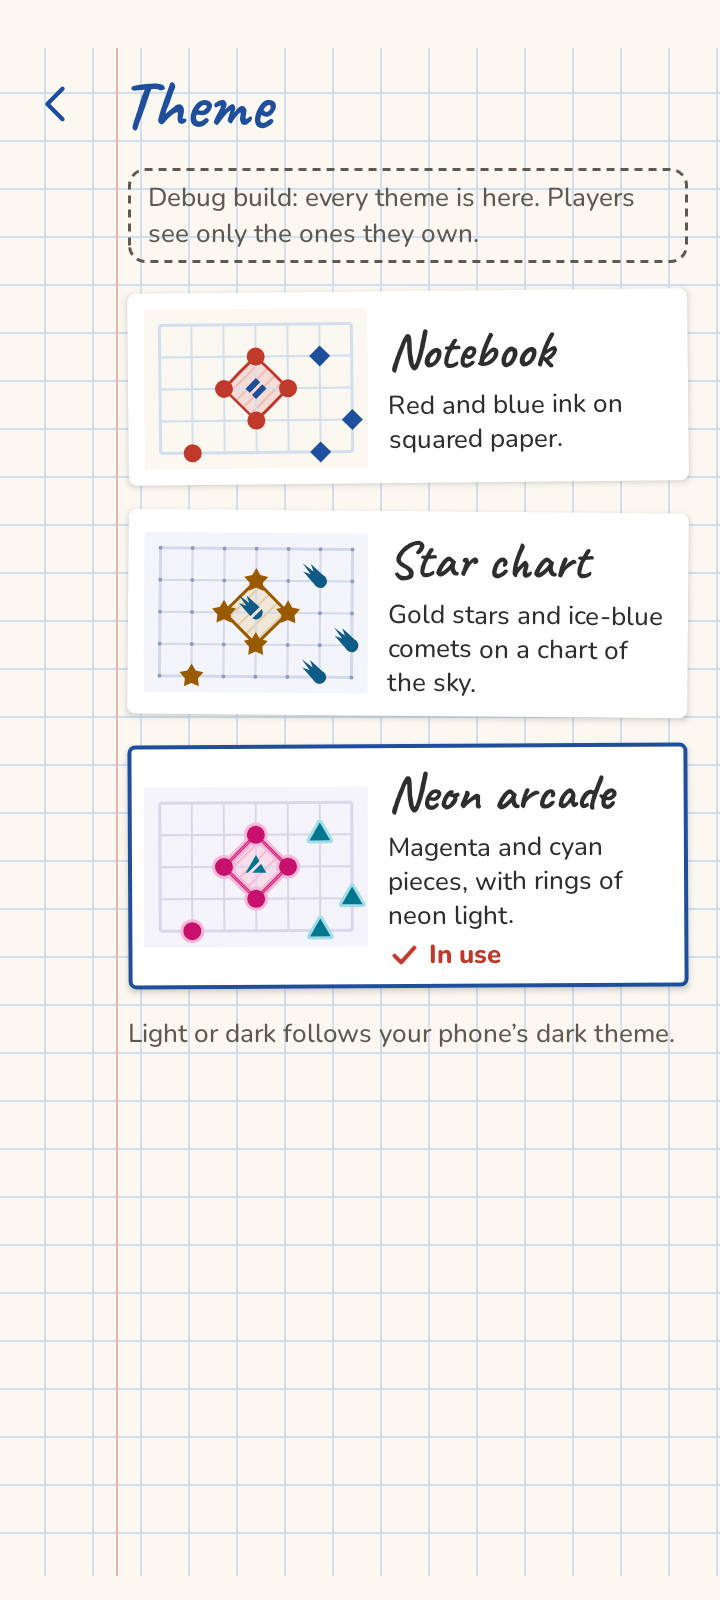 Theme
Debug build: every theme is here. Players
see only the ones they own.
Notebook
Red and blue ink on
squared paper.
Star chart
Gold stars and ice-blue
comets on a chart of
the sky.
Neon arcade
Magenta and cyan
pieces, with rings of
neon light.
In use
Light or dark follows your phone’s dark theme.